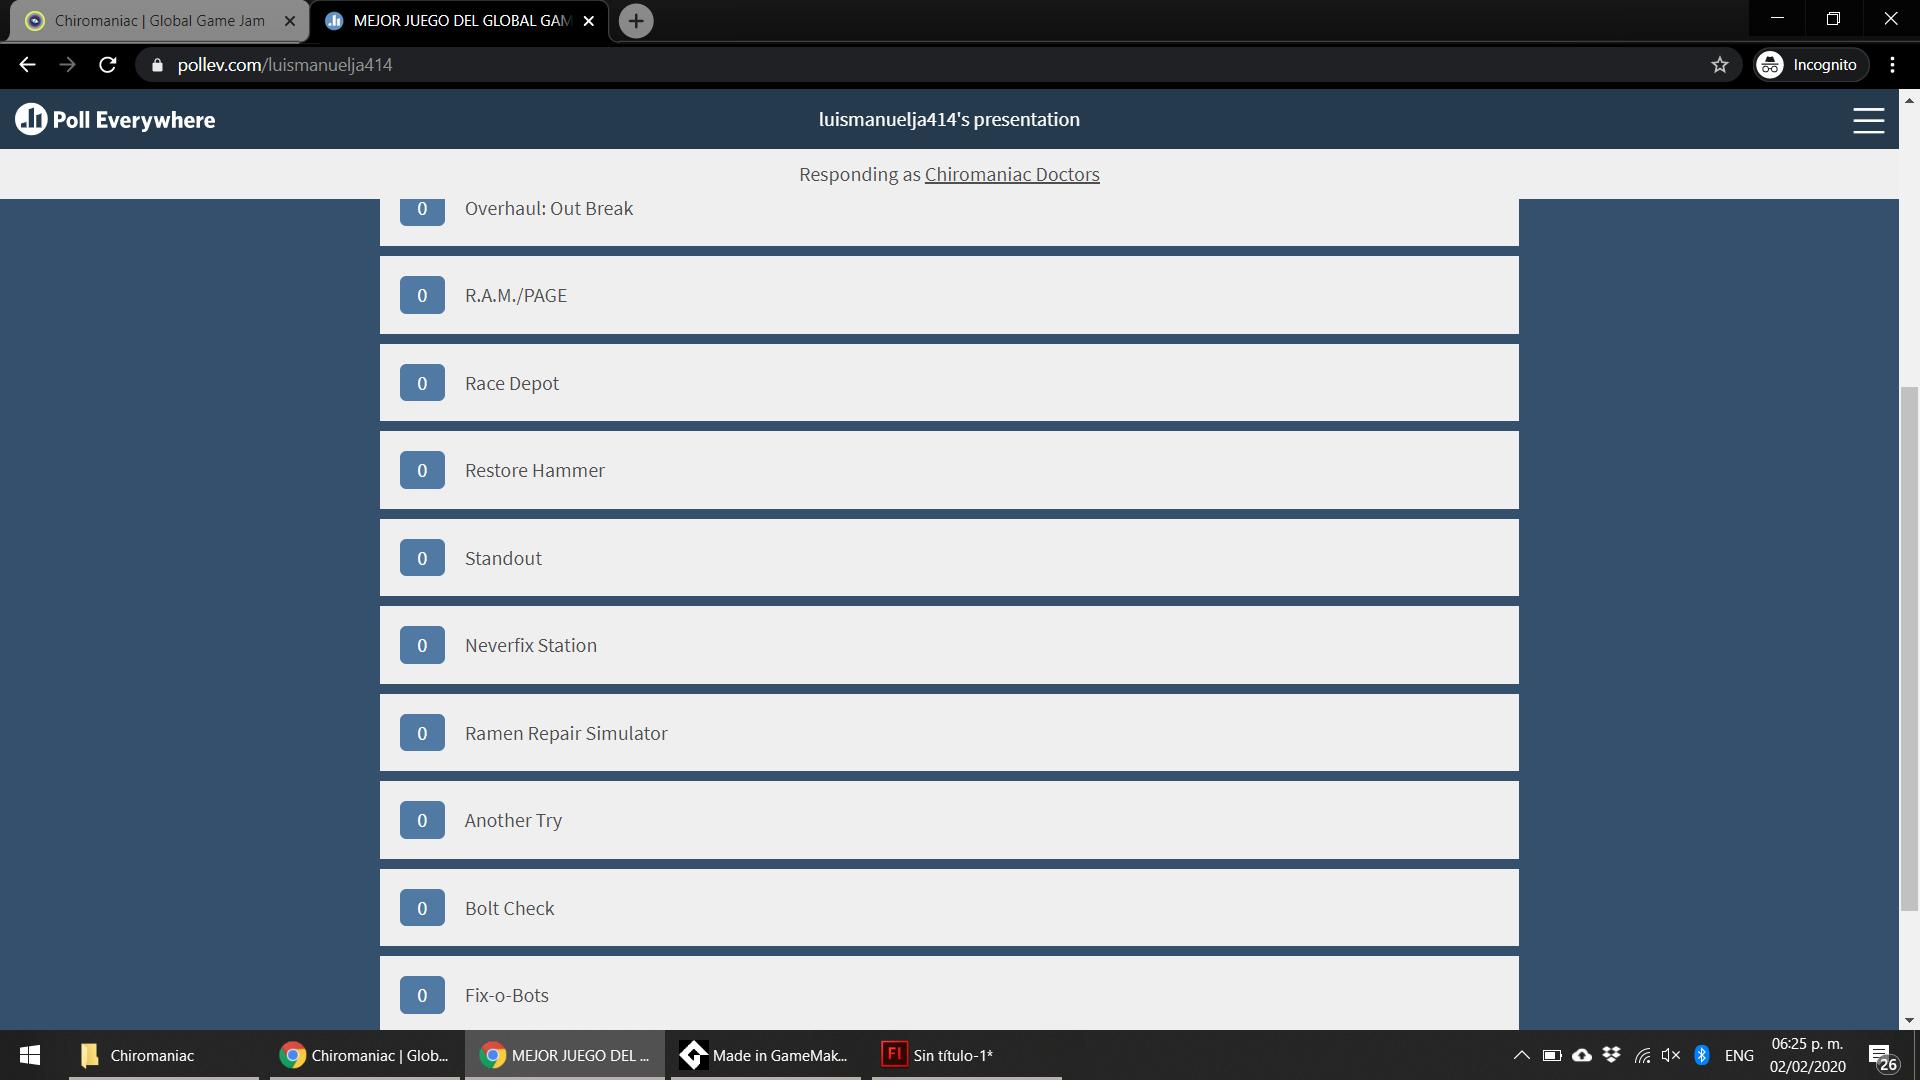 Chiromaniac | Global Game Jam
MEJOR JUEGO DEL GLOBAL GAM
pollev.com/luismanuelja414
Incognito
Poll Everywhere
luismanuelja414's presentation
Responding as Chiromaniac Doctors
0 Overhaul: Out Break
0 R.A.M./PAGE
0 Race Depot
0 Restore Hammer
0 Standout
0 Neverfix Station
0 Ramen Repair Simulator
0 Another Try
0 Bolt Check
0 Fix-o-Bots
Chiromaniac
Chiromaniac | Glob...
MEJOR JUEGO DEL ...
Made in GameMak...
Fl
Sin título-1*
ENG
06:25 p. m.
02/02/2020
26